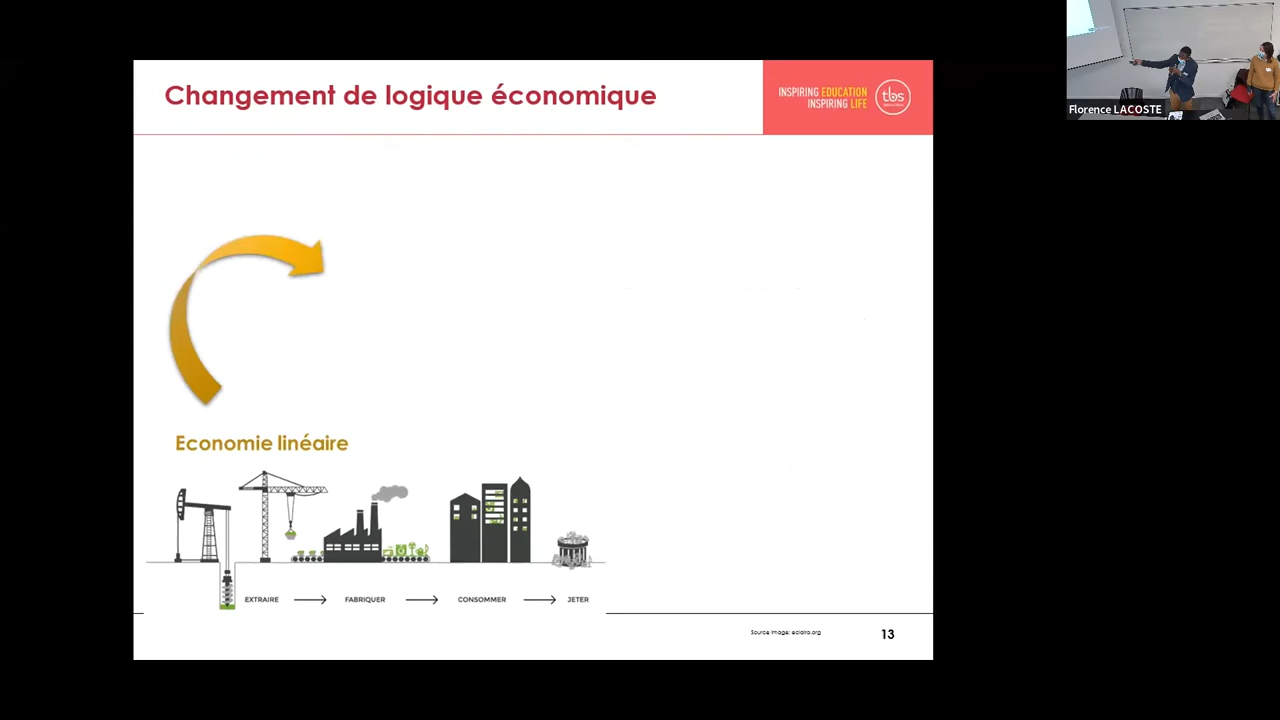 Changement de logique économique
INSPIRING EDUCATION
INSPIRING LIFE
tbs
Florence LACOSTE
Economie linéaire
EXTRAIRE
FABRIQUER
CONSOMMER
JETER
Source image: eclaira.org
13